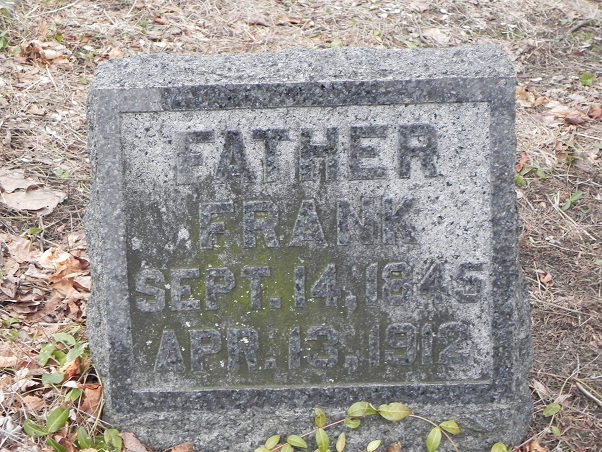 FATHER
FRANK
SEPT. 14, 1845
APR. 13, 1912